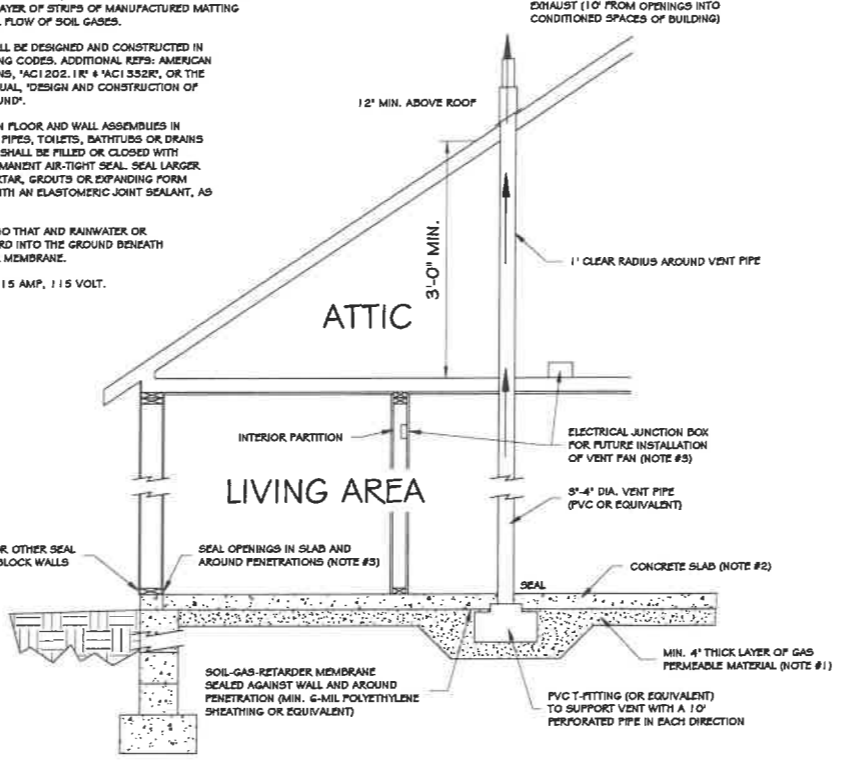 AYER OF STRIPS OF MANUFACTURED MATTING
FLOW OF SOIL GASES.
LL BE DESIGNED AND CONSTRUCTED IN
NG CODES. ADDITIONAL REFS: AMERICAN
NS, "ACI 202.1R" & "ACI 332R", OR THE
UAL, "DESIGN AND CONSTRUCTION OF
UND".
N FLOOR AND WALL ASSEMBLIES IN
PIPES, TOILETS, BATHTUBS OR DRAINS
SHALL BE FILLED OR CLOSED WITH
MANENT AIR-TIGHT SEAL. SEAL LARGER
TAR, GROUTS OR EXPANDING FORM
ITH AN ELASTOMERIC JOINT SEALANT, AS
O THAT AND RAINWATER OR
RD INTO THE GROUND BENEATH
MEMBRANE.
15 AMP, 115 VOLT.
EXHAUST (10' FROM OPENINGS INTO
CONDITIONED SPACES OF BUILDING)
12" MIN. ABOVE ROOF
3'-0" MIN.
1' CLEAR RADIUS AROUND VENT PIPE
ATTIC
INTERIOR PARTITION
ELECTRICAL JUNCTION BOX
FOR FUTURE INSTALLATION
OF VENT FAN (NOTE #5)
LIVING AREA
3"-4" DIA. VENT PIPE
(PVC OR EQUIVALENT)
R OTHER SEAL
BLOCK WALLS
SEAL OPENINGS IN SLAB AND
AROUND PENETRATIONS (NOTE #3)
SEAL
CONCRETE SLAB (NOTE #2)
MIN. 4" THICK LAYER OF GAS
PERMEABLE MATERIAL (NOTE #1)
SOIL-GAS-RETARDER MEMBRANE
SEALED AGAINST WALL AND AROUND
PENETRATION (MIN. 6-MIL POLYETHYLENE
SHEATHING OR EQUIVALENT)
PVC T-FITTING (OR EQUIVALENT)
TO SUPPORT VENT WITH A 10'
PERFORATED PIPE IN EACH DIRECTION